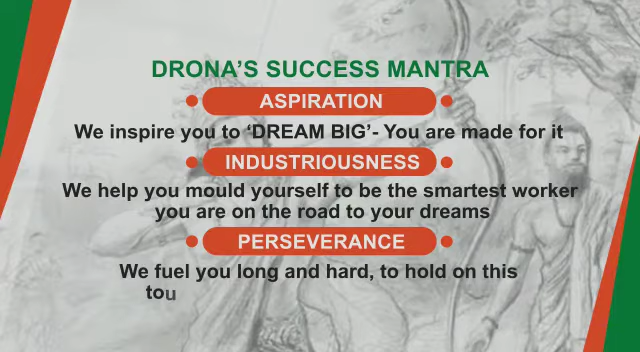 DRONA'S SUCCESS MANTRA
ASPIRATION
We inspire you to ‘DREAM BIG’- You are made for it
INDUSTRIOUSNESS
We help you mould yourself to be the smartest worker
you are on the road to your dreams
PERSEVERANCE
We fuel you long and hard, to hold on this
tou